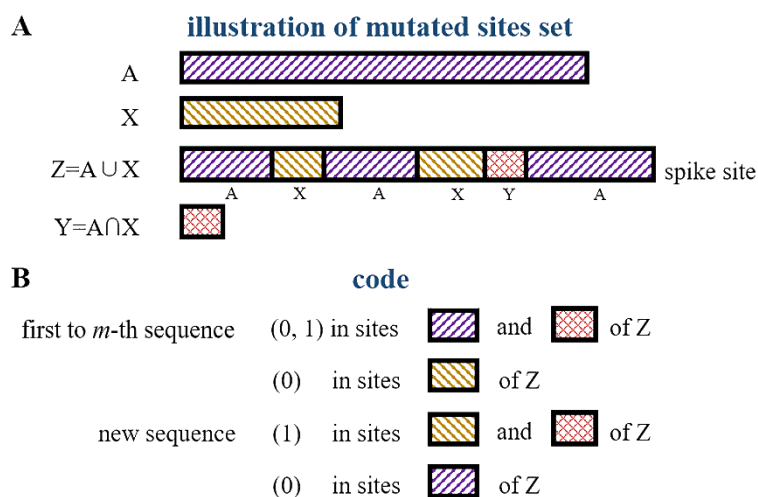 A illustration of mutated sites set
A
X
Z=A∪X spike site
A X A X Y A
Y=A∩X
B code
first to m-th sequence (0, 1) in sites and of Z
(0) in sites of Z
new sequence (1) in sites and of Z
(0) in sites of Z